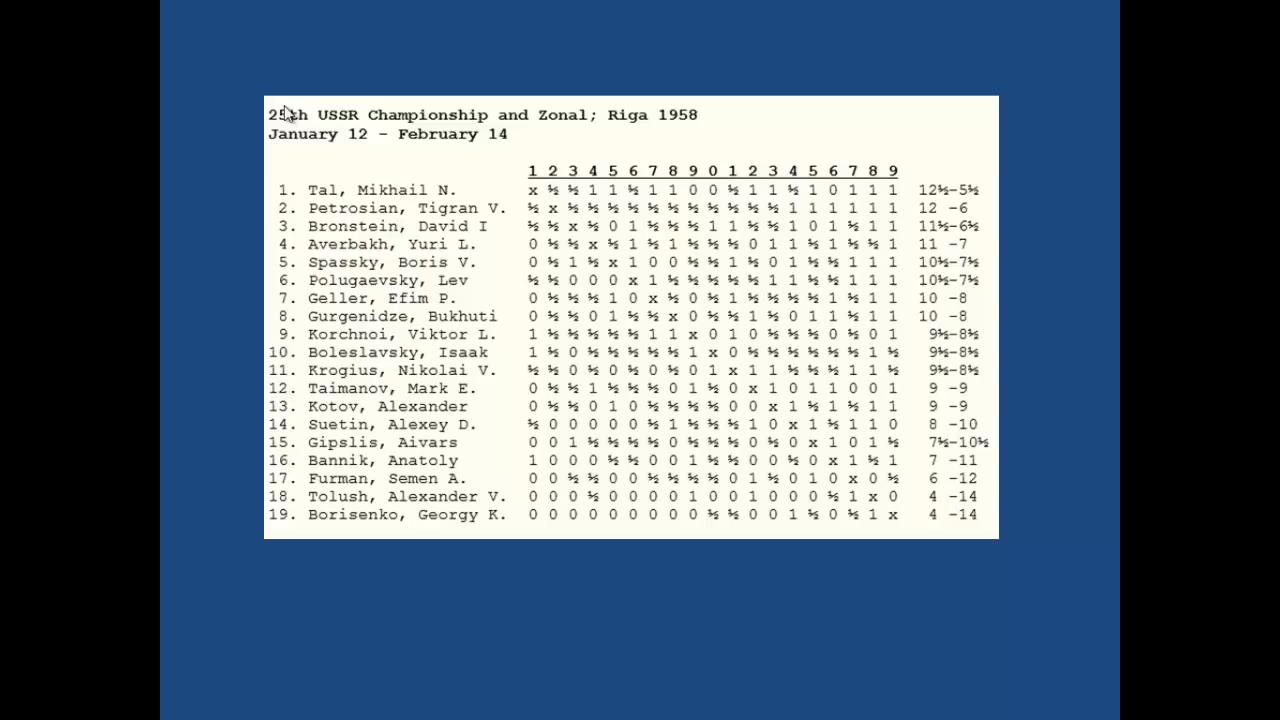 25th USSR Championship and Zonal; Riga 1958
January 12 - February 14
1 2 3 4 5 6 7 8 9 0 1 2 3 4 5 6 7 8 9
1. Tal, Mikhail N. x ½ ½ 1 1 ½ 1 1 0 0 ½ 1 1 ½ 1 0 1 1 1 12½-5½
2. Petrosian, Tigran V. ½ x ½ ½ ½ ½ ½ ½ ½ ½ ½ ½ ½ 1 1 1 1 1 1 12 -6
3. Bronstein, David I ½ ½ x ½ 0 1 ½ ½ ½ 1 1 ½ ½ 1 0 1 ½ 1 1 11½-6½
4. Averbakh, Yuri L. 0 ½ ½ x ½ 1 ½ 1 ½ ½ ½ 0 1 1 ½ 1 ½ ½ 1 11 -7
5. Spassky, Boris V. 0 ½ 1 ½ x 1 0 0 ½ ½ 1 ½ 0 1 ½ ½ 1 1 1 10½-7½
6. Polugaevsky, Lev ½ ½ 0 0 0 x 1 ½ ½ ½ ½ ½ 1 1 ½ ½ 1 1 1 10½-7½
7. Geller, Efim P. 0 ½ ½ ½ 1 0 x ½ 0 ½ 1 ½ ½ ½ ½ 1 ½ 1 1 10 -8
8. Gurgenidze, Bukhuti 0 ½ ½ 0 1 ½ ½ x 0 ½ ½ 1 ½ 0 1 1 ½ 1 1 10 -8
9. Korchnoi, Viktor L. 1 ½ ½ ½ ½ ½ 1 1 x 0 1 0 ½ ½ ½ 0 ½ 0 1 9½-8½
10. Boleslavsky, Isaak 1 ½ 0 ½ ½ ½ ½ ½ 1 x 0 ½ ½ ½ ½ ½ ½ 1 ½ 9½-8½
11. Krogius, Nikolai V. ½ ½ 0 ½ 0 ½ 0 ½ 0 1 x 1 1 ½ ½ ½ 1 1 ½ 9½-8½
12. Taimanov, Mark E. 0 ½ ½ 1 ½ ½ ½ 0 1 ½ 0 x 1 0 1 1 0 0 1 9 -9
13. Kotov, Alexander 0 ½ ½ 0 1 0 ½ ½ ½ ½ 0 0 x 1 ½ 1 ½ 1 1 9 -9
14. Suetin, Alexey D. ½ 0 0 0 0 0 ½ 1 ½ ½ ½ 1 0 x 1 ½ 1 1 0 8 -10
15. Gipslis, Aivars 0 0 1 ½ ½ ½ ½ 0 ½ ½ ½ 0 ½ 0 x 1 0 1 ½ 7½-10½
16. Bannik, Anatoly 1 0 0 0 ½ ½ 0 0 1 ½ ½ 0 0 ½ 0 x 1 ½ 1 7 -11
17. Furman, Semen A. 0 0 ½ ½ 0 0 ½ ½ ½ ½ 0 1 ½ 0 1 0 x 0 ½ 6 -12
18. Tolush, Alexander V. 0 0 0 ½ 0 0 0 0 1 0 0 1 0 0 0 ½ 1 x 0 4 -14
19. Borisenko, Georgy K. 0 0 0 0 0 0 0 0 0 ½ ½ 0 0 1 ½ 0 ½ 1 x 4 -14